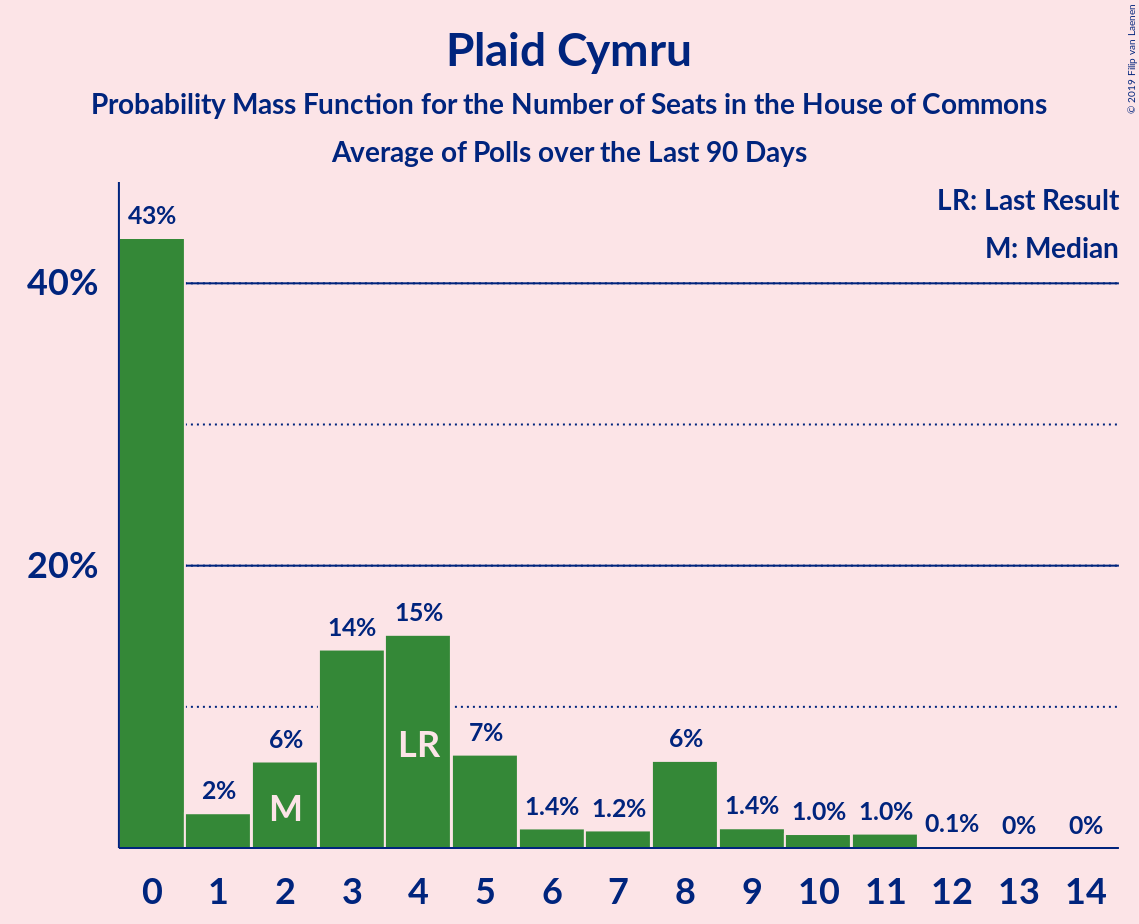 Plaid Cymru
Probability Mass Function for the Number of Seats in the House of Commons
Average of Polls over the Last 90 Days
© 2019 Filip van Laenen
LR: Last Result
M: Median
43%
40%
20%
2%
6%
14%
15%
7%
1.4%
1.2%
6%
1.4%
1.0%
1.0%
0.1%
0%
0%
M
LR
0 1 2 3 4 5 6 7 8 9 10 11 12 13 14